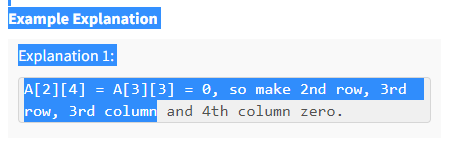 Example Explanation
Explanation 1:
A[2][4] = A[3][3] = 0, so make 2nd row, 3rd
row, 3rd column and 4th column zero.